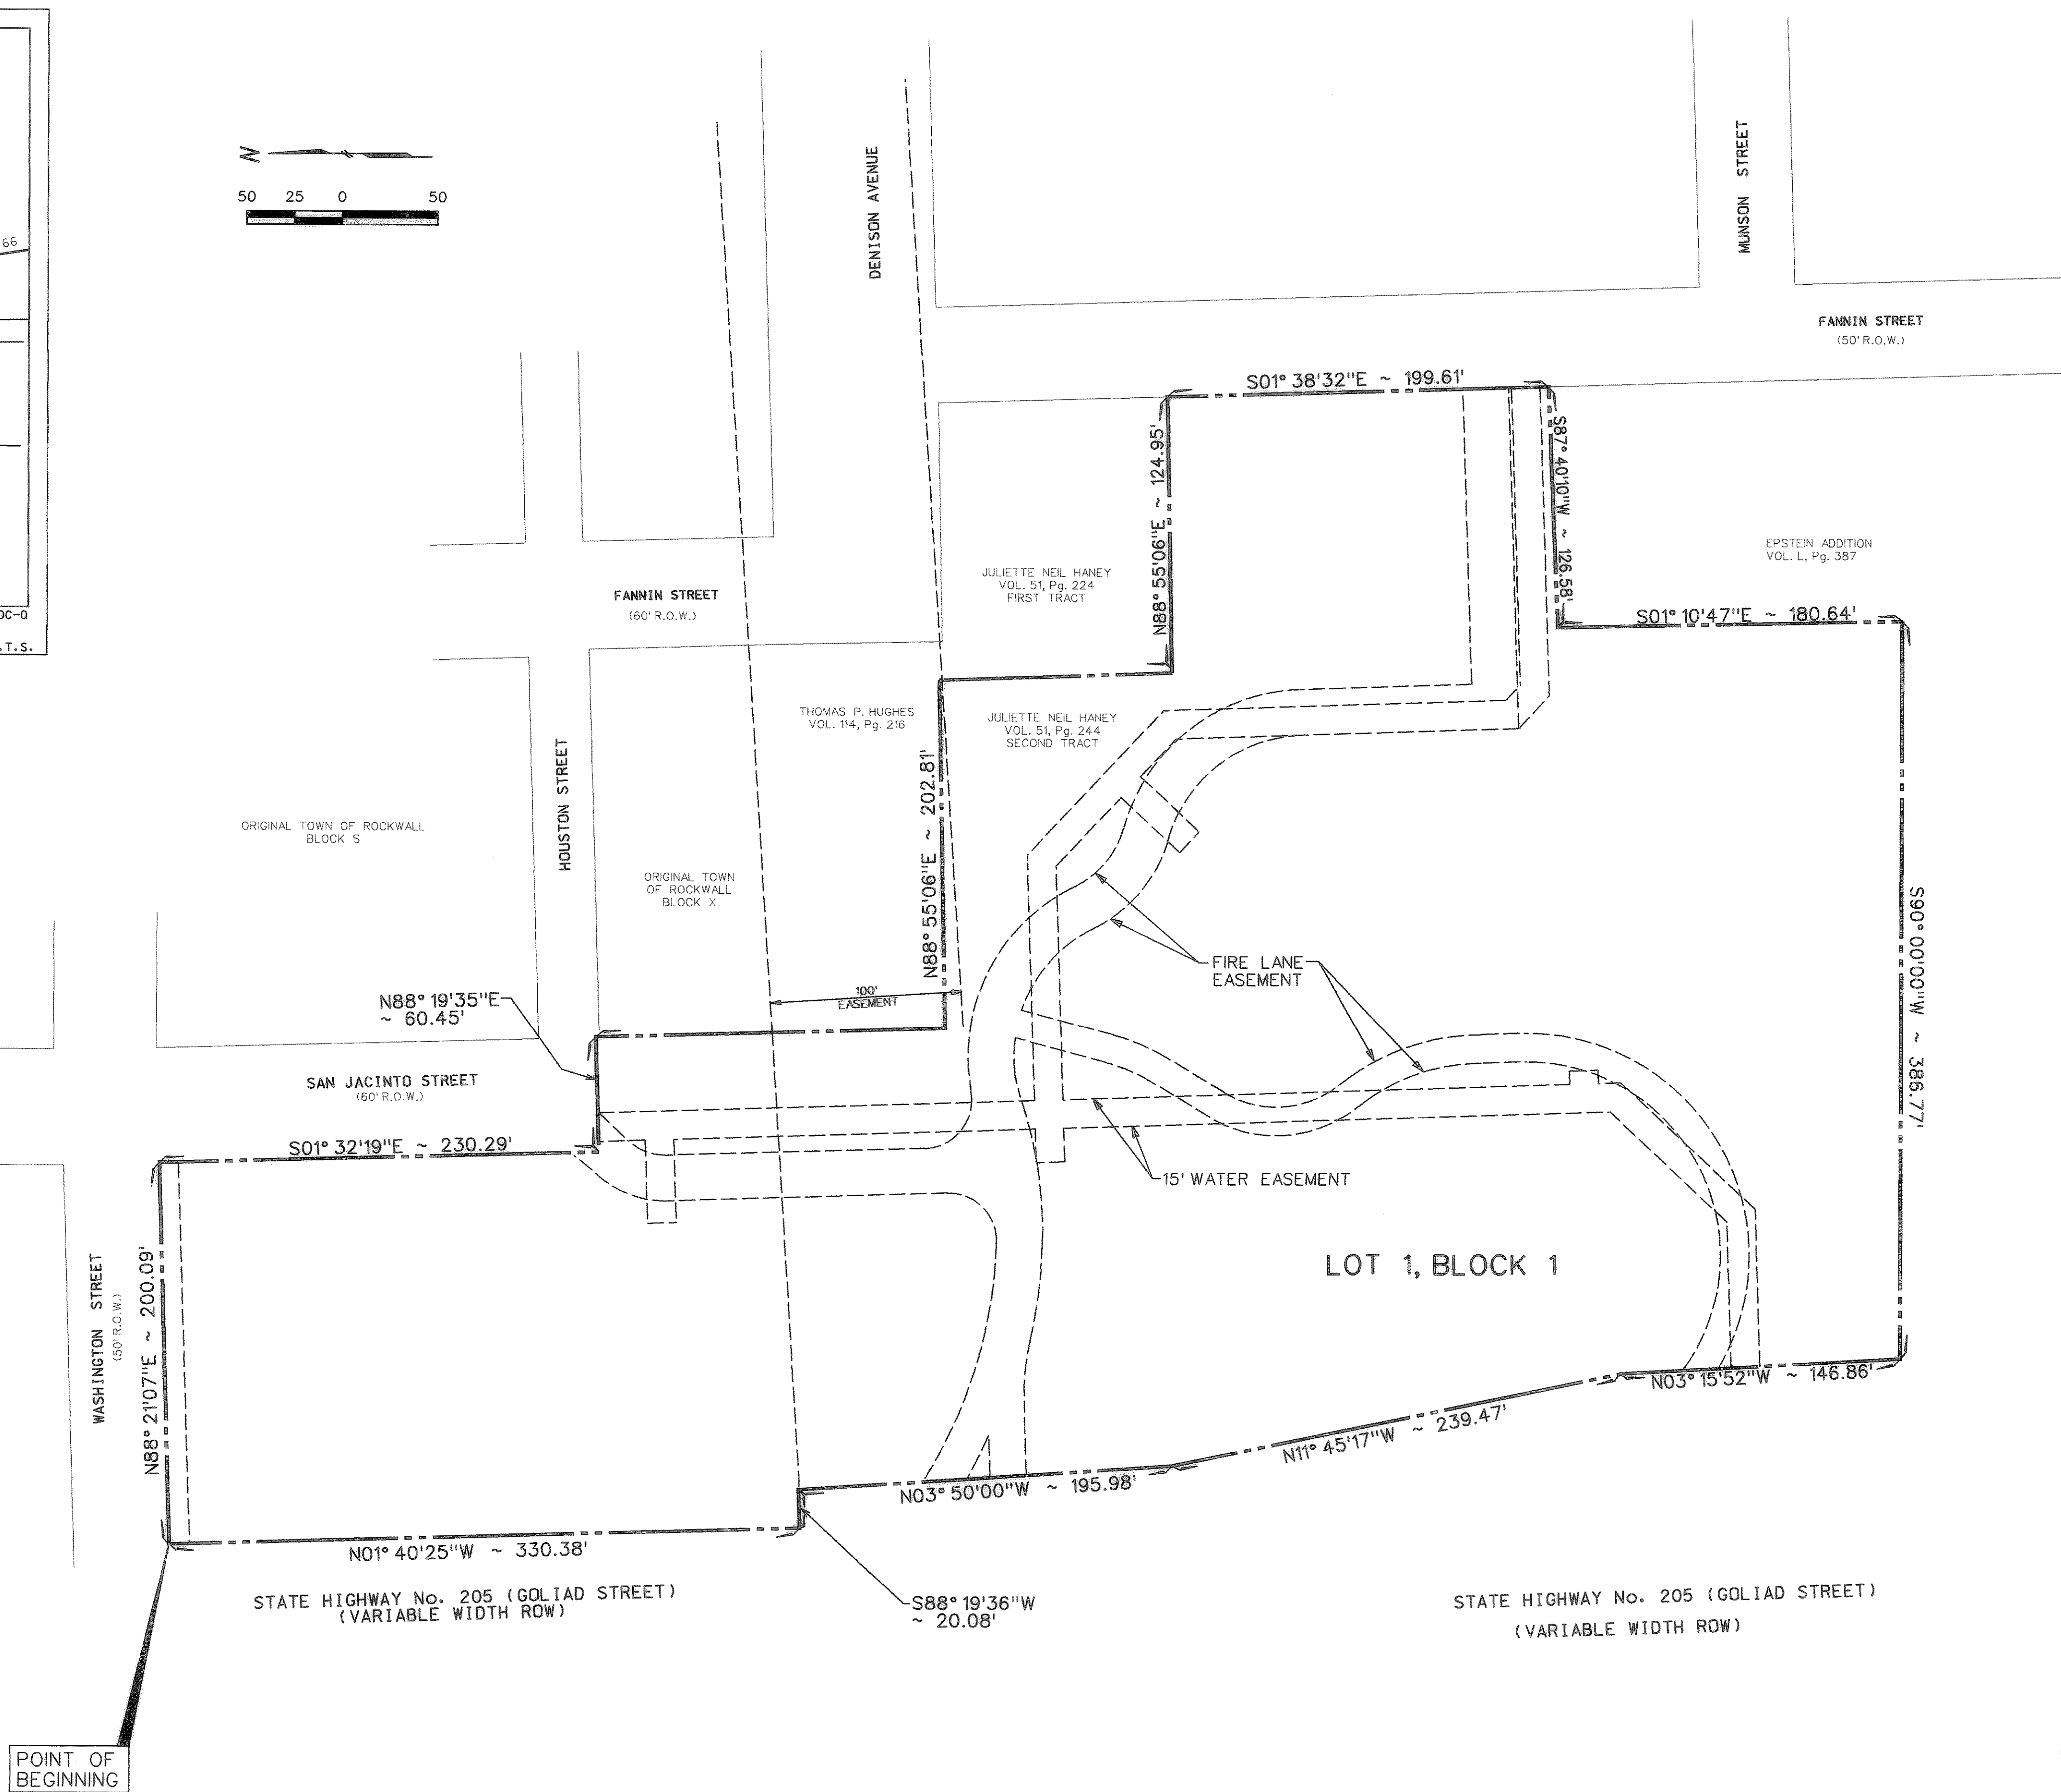 66
DC-Q
.T.S.
N
50 25 0 50
DENISON AVENUE
MUNSON STREET
FANNIN STREET
(50' R.O.W.)
S01° 38'32"E ~ 199.61'
N88° 55'06"E ~ 124.95'
S87° 40'10"W ~ 126.58'
EPSTEIN ADDITION
VOL. L, Pg. 387
JULIETTE NEIL HANEY
VOL. 51, Pg. 224
FIRST TRACT
FANNIN STREET
(60' R.O.W.)
S01° 10'47"E ~ 180.64'
THOMAS P. HUGHES
VOL. 114, Pg. 216
JULIETTE NEIL HANEY
VOL. 51, Pg. 244
SECOND TRACT
HOUSTON STREET
N88° 55'06"E ~ 202.81'
ORIGINAL TOWN OF ROCKWALL
BLOCK S
ORIGINAL TOWN
OF ROCKWALL
BLOCK X
S90° 00'00"W ~ 386.77'
FIRE LANE
EASEMENT
100'
EASEMENT
N88° 19'35"E
~ 60.45'
SAN JACINTO STREET
(60' R.O.W.)
S01° 32'19"E ~ 230.29'
15' WATER EASEMENT
WASHINGTON STREET
(50' R.O.W.)
N88° 21'07"E ~ 200.09'
LOT 1, BLOCK 1
N03° 15'52"W ~ 146.86'
N11° 45'17"W ~ 239.47'
N03° 50'00"W ~ 195.98'
N01° 40'25"W ~ 330.38'
S88° 19'36"W
~ 20.08'
STATE HIGHWAY No. 205 (GOLIAD STREET)
(VARIABLE WIDTH ROW)
STATE HIGHWAY No. 205 (GOLIAD STREET)
(VARIABLE WIDTH ROW)
POINT OF
BEGINNING